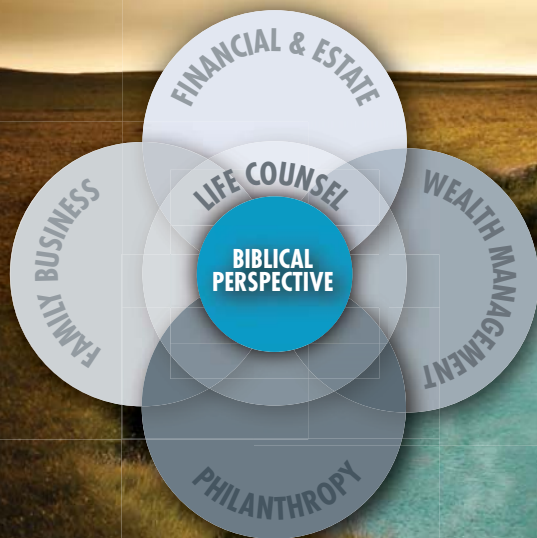 FINANCIAL & ESTATE
LIFE COUNSEL
FAMILY BUSINESS
WEALTH MANAGEMENT
BIBLICAL
PERSPECTIVE
PHILANTHROPY